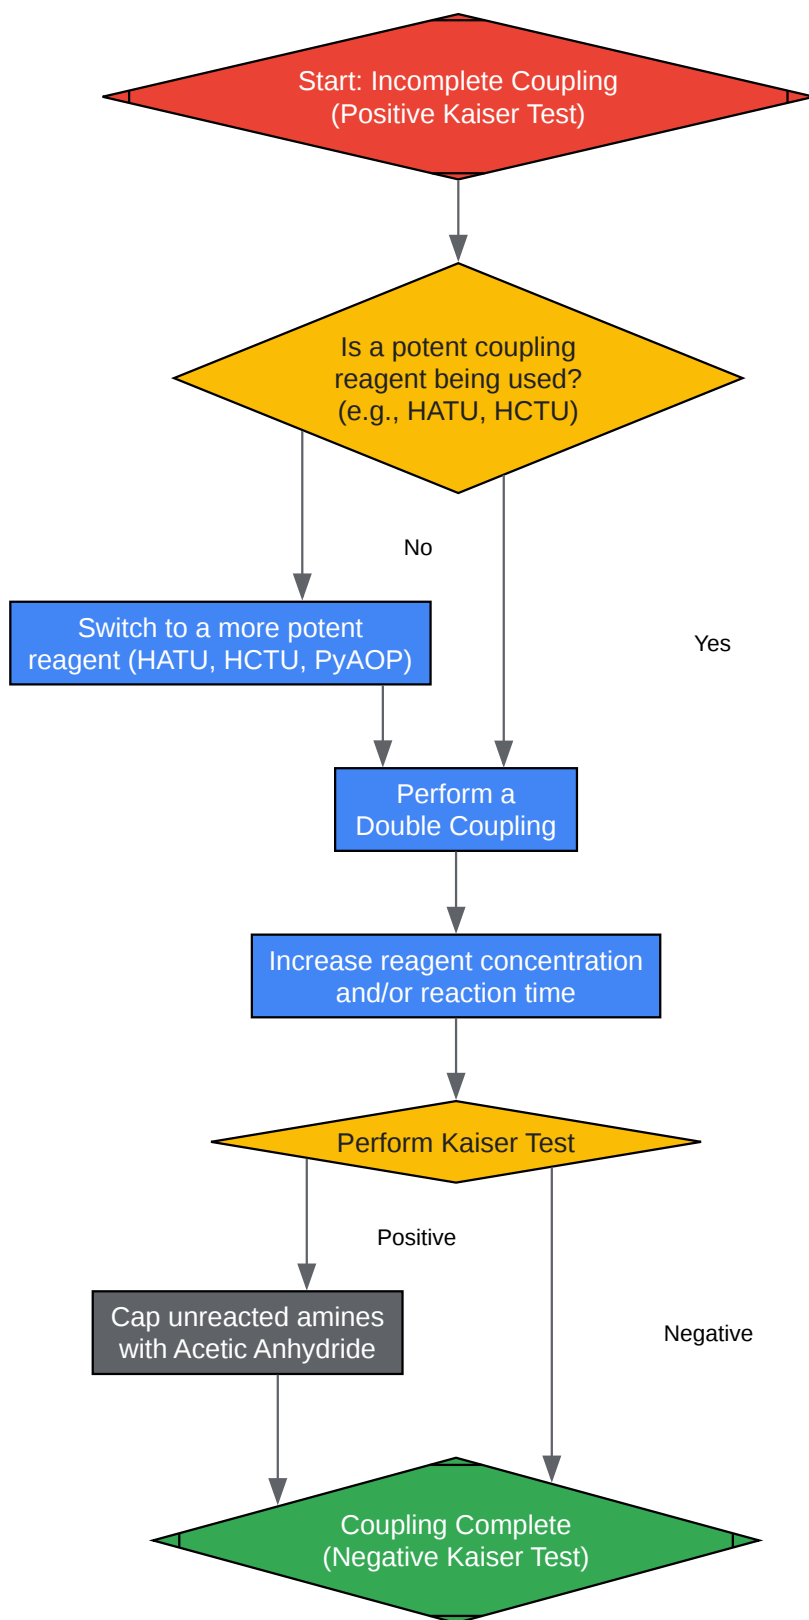 Start: Incomplete Coupling
(Positive Kaiser Test)
Is a potent coupling
reagent being used?
(e.g., HATU, HCTU)
No
Switch to a more potent
reagent (HATU, HCTU, PyAOP)
Yes
Perform a
Double Coupling
Increase reagent concentration
and/or reaction time
Perform Kaiser Test
Positive
Cap unreacted amines
with Acetic Anhydride
Negative
Coupling Complete
(Negative Kaiser Test)